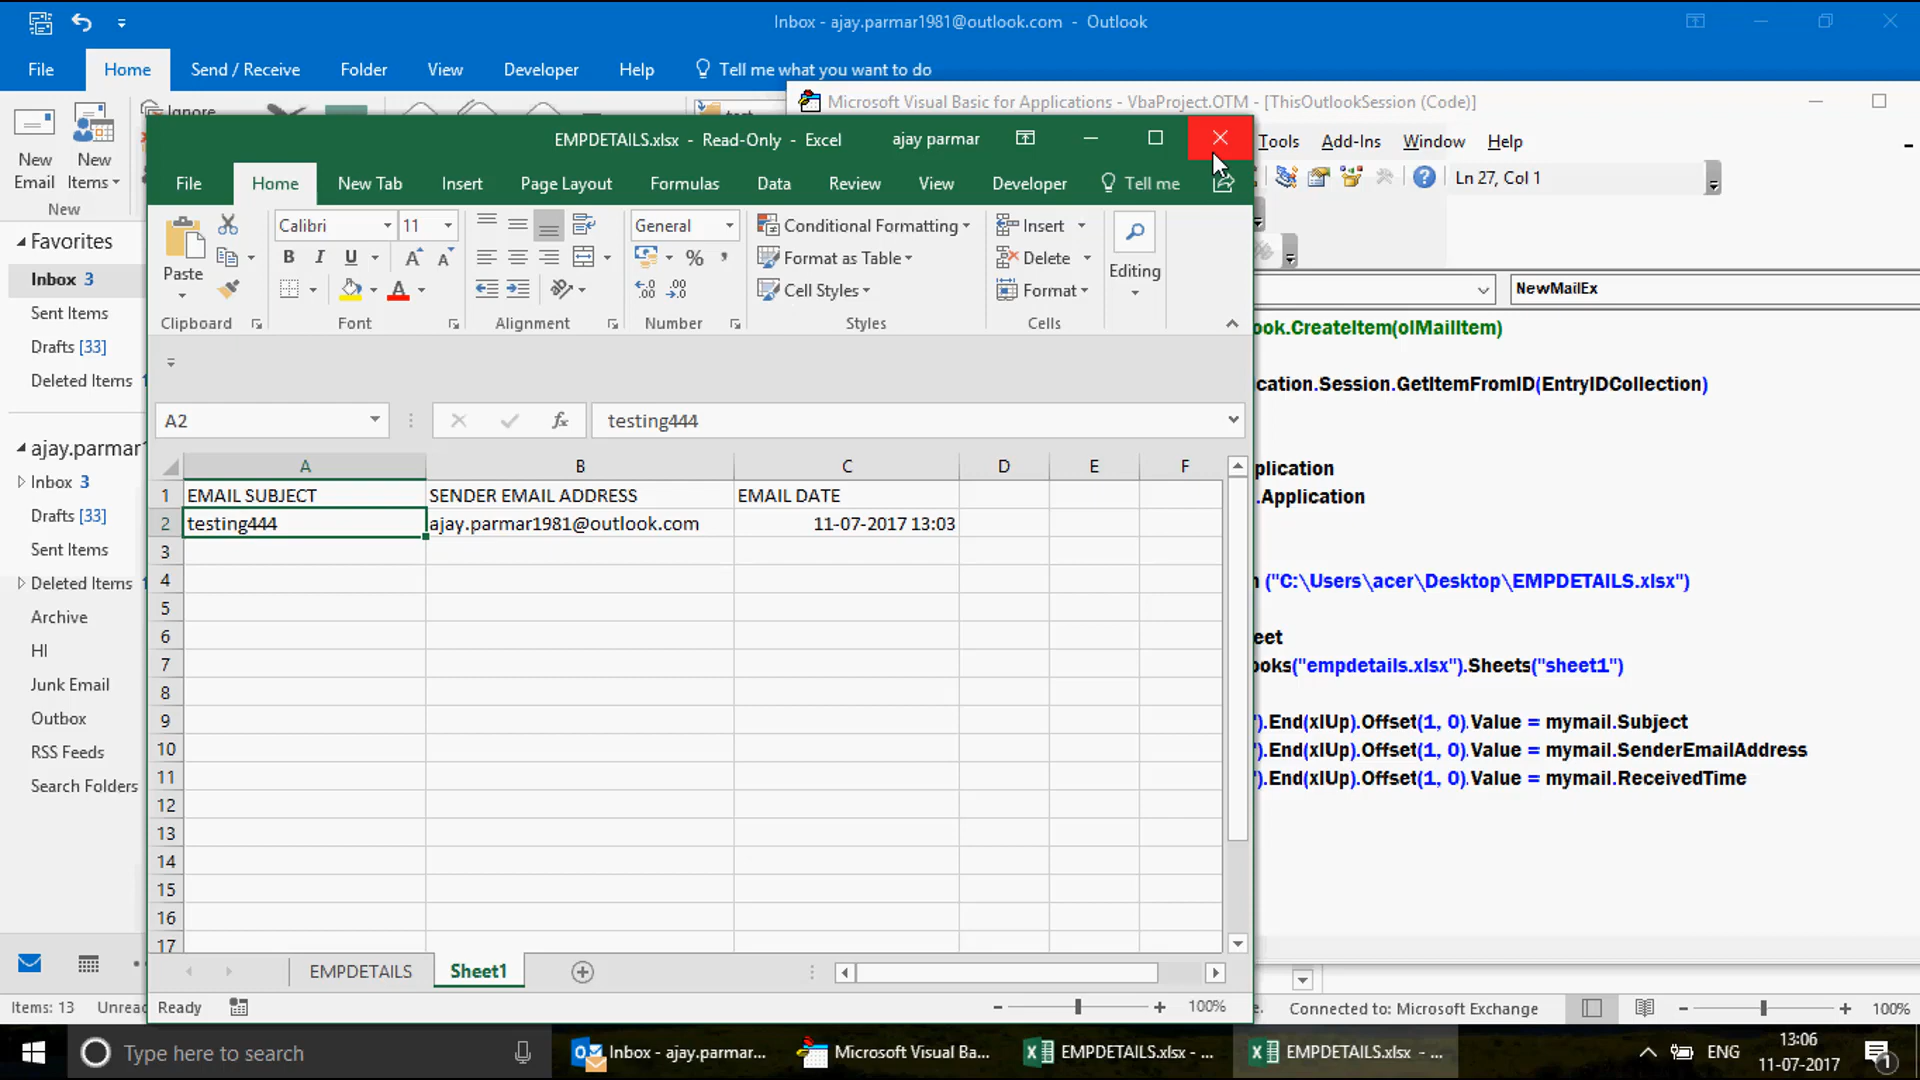 Inbox - ajay.parmar1981@outlook.com - Outlook
File Home Send / Receive Folder View Developer Help Tell me what you want to do
Microsoft Visual Basic for Applications - VbaProject.OTM - [ThisOutlookSession (Code)]
Tools Add-Ins Window Help
Ln 27, Col 1
New Email
New Items
New
Ignore
EMPDETAILS.xlsx - Read-Only - Excel ajay parmar
File Home New Tab Insert Page Layout Formulas Data Review View Developer Tell me
Paste
Clipboard
Calibri 11
B I U
Font
Alignment
General
%
Number
Conditional Formatting
Format as Table
Cell Styles
Styles
Insert
Delete
Format
Cells
Editing
A2 fx testing444
A B C D E F
1 EMAIL SUBJECT SENDER EMAIL ADDRESS EMAIL DATE
2 testing444 ajay.parmar1981@outlook.com 11-07-2017 13:03
3
4
5
6
7
8
9
10
11
12
13
14
15
16
17
EMPDETAILS Sheet1
Ready 100%
Favorites
Inbox 3
Sent Items
Drafts [33]
Deleted Items
ajay.parmar1
Inbox 3
Drafts [33]
Sent Items
Deleted Items
Archive
HI
Junk Email
Outbox
RSS Feeds
Search Folders
Items: 13 Unread
NewMailEx
ook.CreateItem(olMailItem)
cation.Session.GetItemFromID(EntryIDCollection)
plication
.Application
("C:\Users\acer\Desktop\EMPDETAILS.xlsx")
eet
ooks("empdetails.xlsx").Sheets("sheet1")
").End(xlUp).Offset(1, 0).Value = mymail.Subject
").End(xlUp).Offset(1, 0).Value = mymail.SenderEmailAddress
").End(xlUp).Offset(1, 0).Value = mymail.ReceivedTime
Connected to: Microsoft Exchange 100%
Type here to search
Inbox - ajay.parmar...
Microsoft Visual Ba...
EMPDETAILS.xlsx - ...
EMPDETAILS.xlsx - ...
ENG
13:06
11-07-2017
1